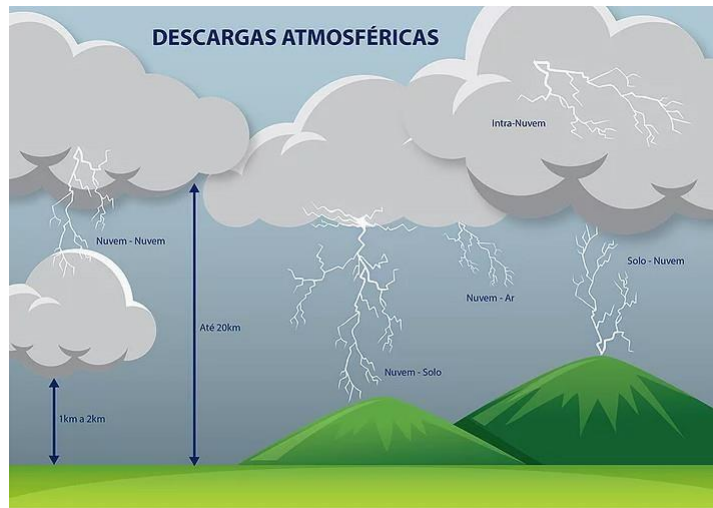 DESCARGAS ATMOSFÉRICAS
Intra-Nuvem
Nuvem - Nuvem
Solo - Nuvem
Nuvem - Ar
Até 20km
Nuvem - Solo
1km a 2km